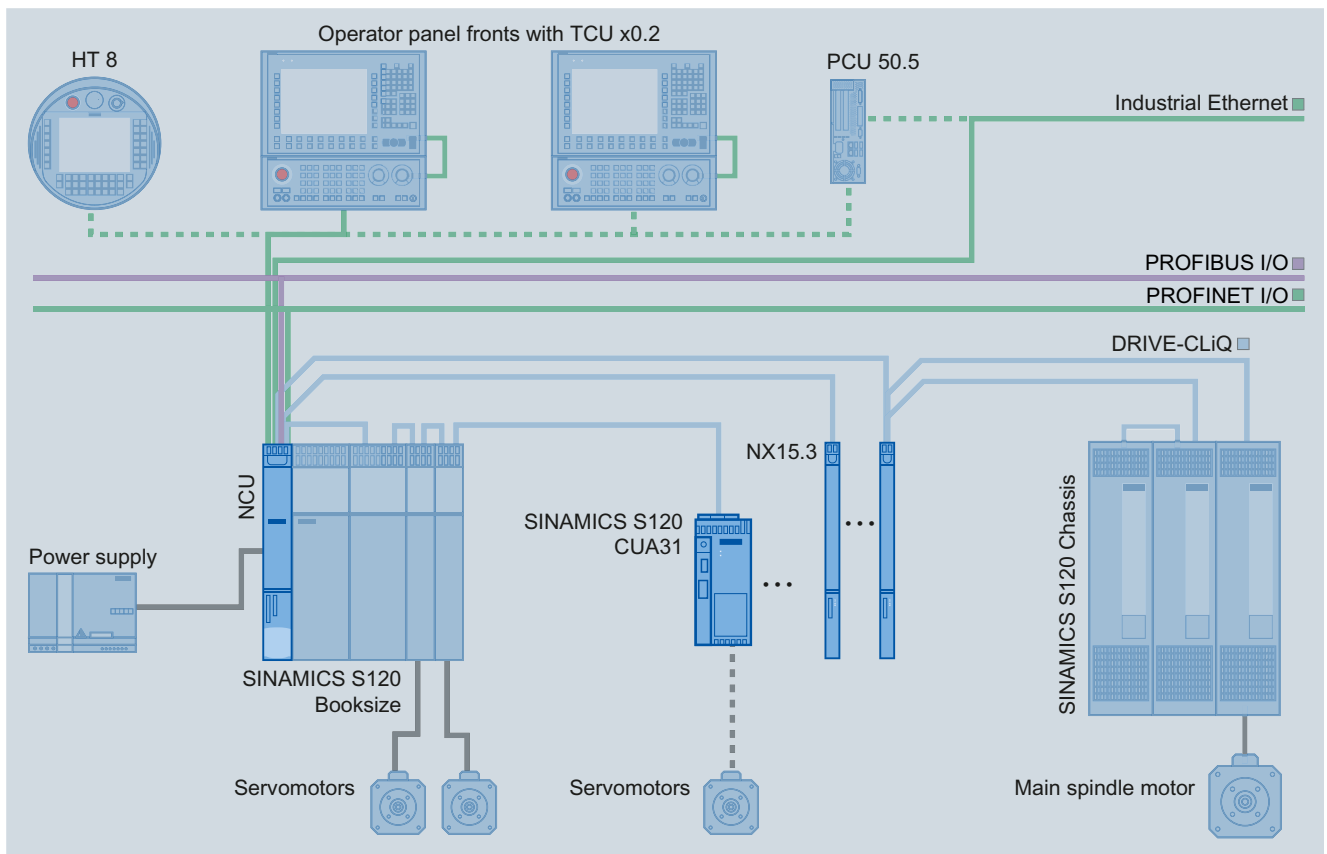 Operator panel fronts with TCU x0.2
HT 8
PCU 50.5
Industrial Ethernet
PROFIBUS I/O
PROFINET I/O
DRIVE-CLiQ
NCU
NX15.3
SINAMICS S120
CUA31
SINAMICS S120 Chassis
Power supply
SINAMICS S120
Booksize
Servomotors
Servomotors
Main spindle motor